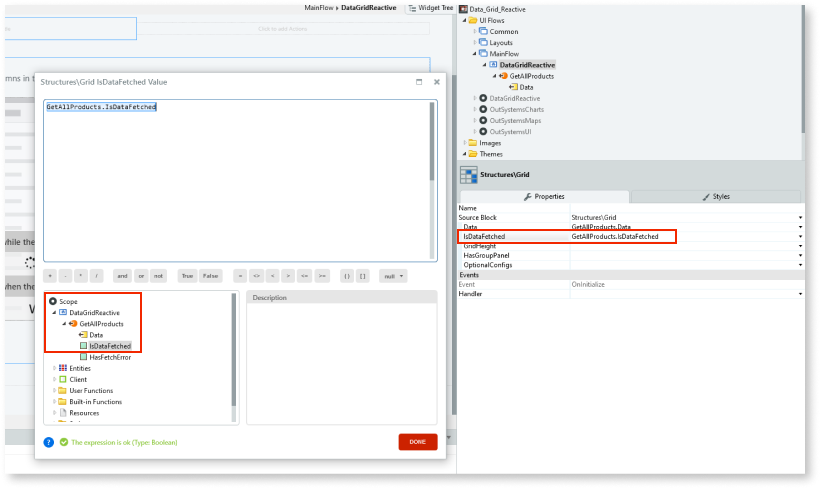 MainFlow ▸ DataGridReactive
Widget Tree
Click to add Actions
mns in t
while the
when the
W
Structures\Grid IsDataFetched Value
GetAllProducts.IsDataFetched
+ - * / and or not True False = <> < > <= >= ( ) [ ] null
Scope
DataGridReactive
GetAllProducts
Data
IsDataFetched
HasFetchError
Entities
Client
User Functions
Built-in Functions
Resources
Description
? The expression is ok (Type: Boolean)
DONE
Data_Grid_Reactive
UI Flows
Common
Layouts
MainFlow
DataGridReactive
GetAllProducts
Data
DataGridReactive
OutSystemsCharts
OutSystemsMaps
OutSystemsUI
Images
Themes
Structures\Grid
Properties
Styles
Name
Source Block Structures\Grid
Data GetAllProducts.Data
IsDataFetched GetAllProducts.IsDataFetched
GridHeight
HasGroupPanel
OptionalConfigs
Events
Event OnInitialize
Handler